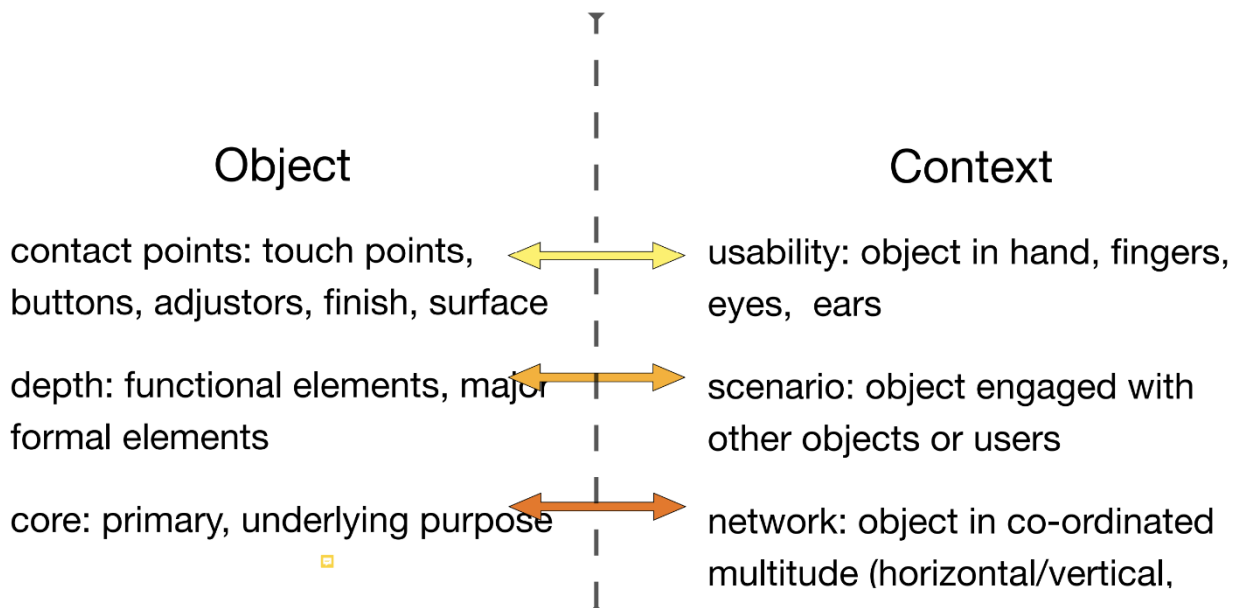 Object
contact points: touch points,
buttons, adjustors, finish, surface
depth: functional elements, major
formal elements
core: primary, underlying purpose
Context
usability: object in hand, fingers,
eyes,  ears
scenario: object engaged with
other objects or users
network: object in co-ordinated
multitude (horizontal/vertical,